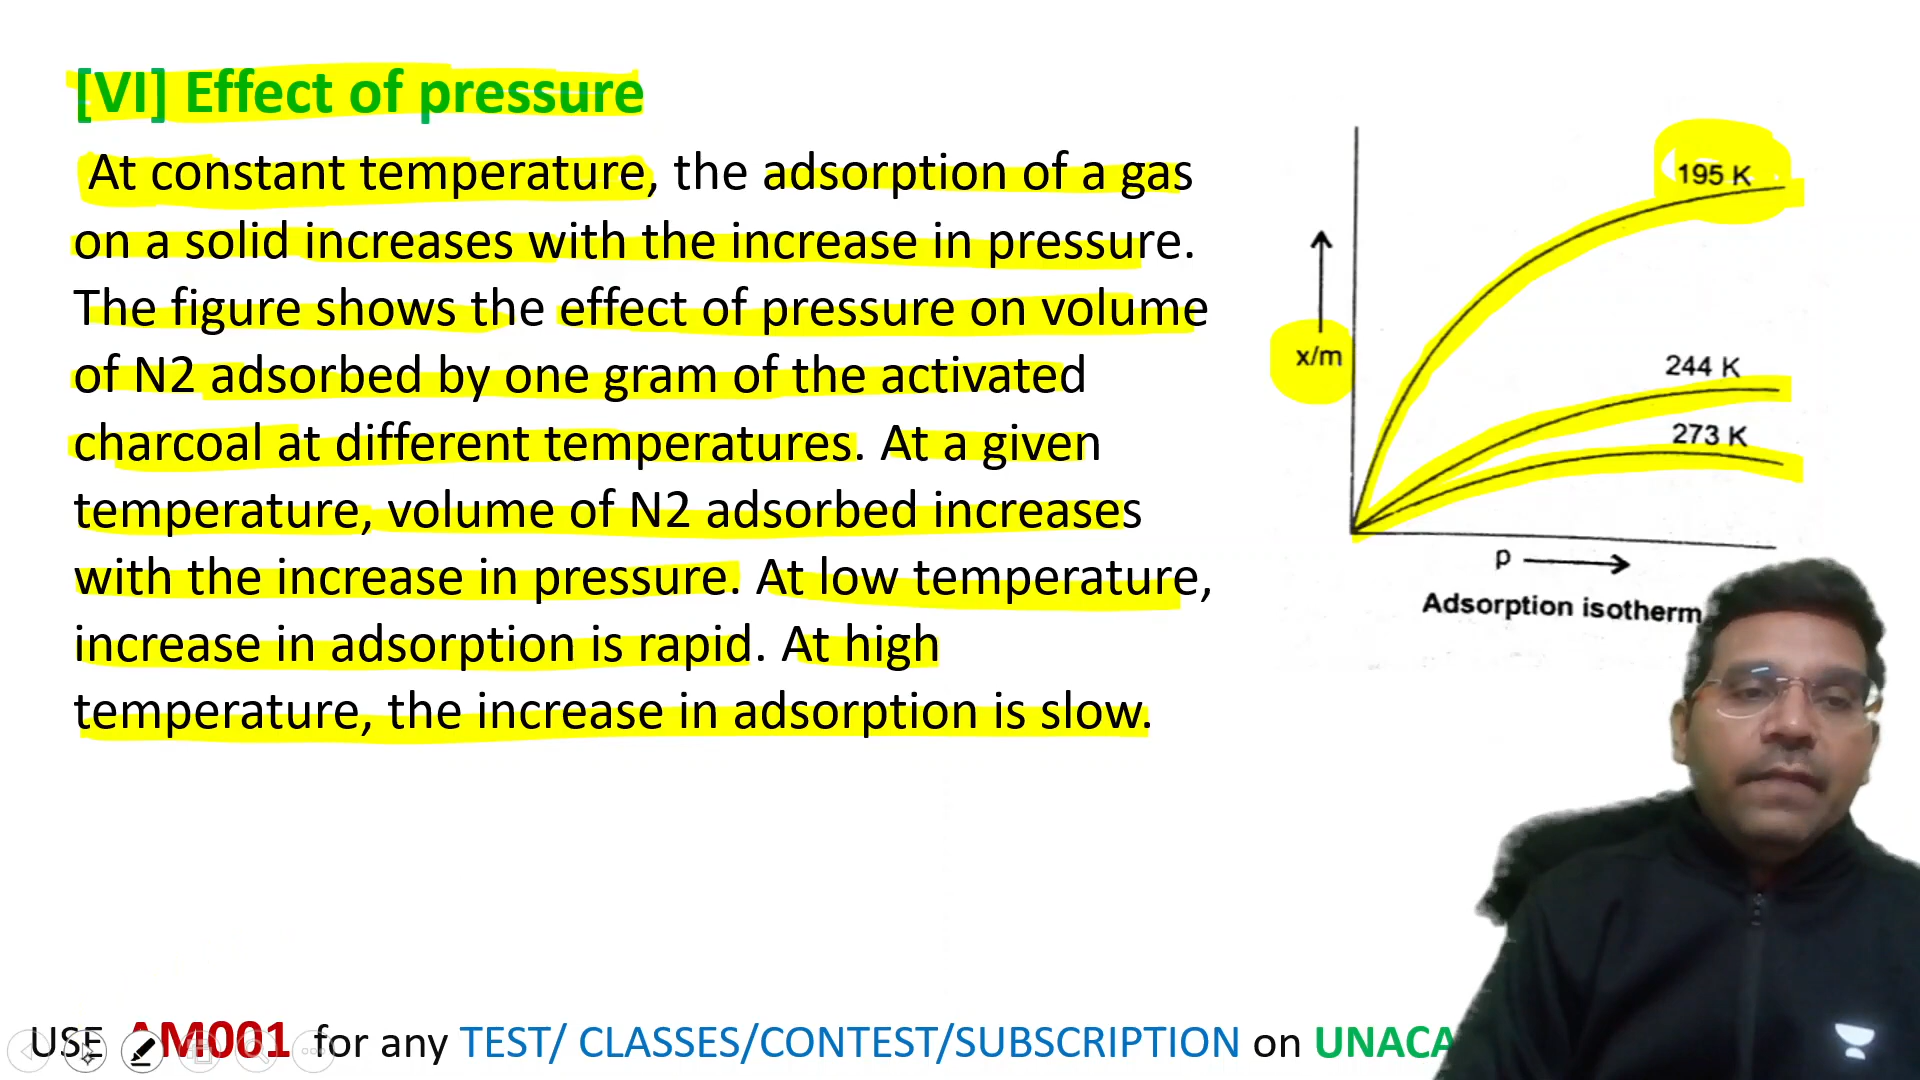 [VI] Effect of pressure
At constant temperature, the adsorption of a gas
on a solid increases with the increase in pressure.
The figure shows the effect of pressure on volume
of N2 adsorbed by one gram of the activated
charcoal at different temperatures. At a given
temperature, volume of N2 adsorbed increases
with the increase in pressure. At low temperature,
increase in adsorption is rapid. At high
temperature, the increase in adsorption is slow.
195 K
x/m
244 K
273 K
p
Adsorption isotherm
USE AM001 for any TEST/ CLASSES/CONTEST/SUBSCRIPTION on UNACA